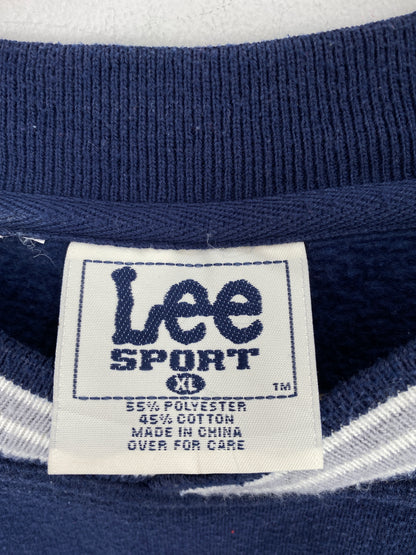 Lee
SPORT
XL
TM
55% POLYESTER
45% COTTON
MADE IN CHINA
OVER FOR CARE